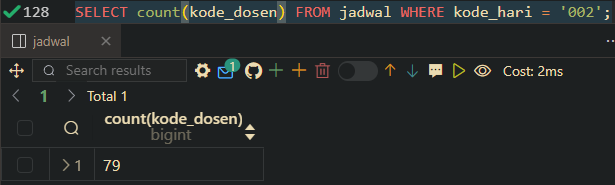 128 SELECT count(kode_dosen) FROM jadwal WHERE kode_hari = '002';
jadwal
Search results 1 Cost: 2ms
1 Total 1
count(kode_dosen)
bigint
1 79